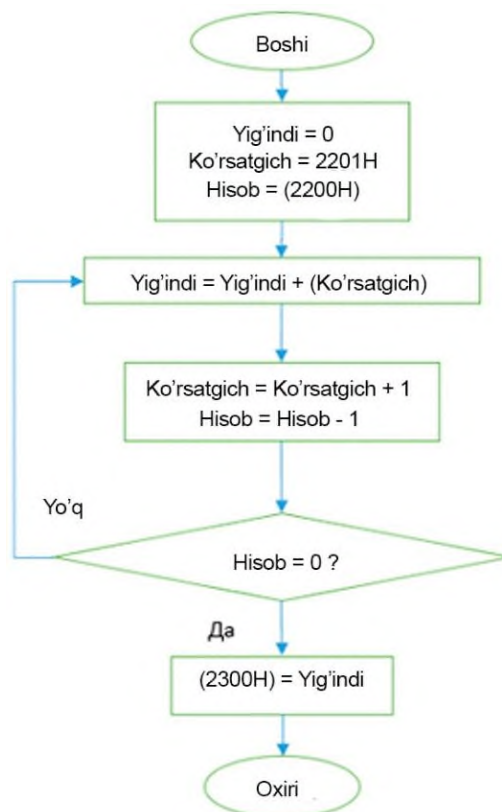 Boshi
Yig'indi = 0
Ko'rsatgich = 2201H
Hisob = (2200H)
Yig'indi = Yig'indi + (Ko'rsatgich)
Ko'rsatgich = Ko'rsatgich + 1
Hisob = Hisob - 1
Yo'q
Hisob = 0 ?
Да
(2300H) = Yig'indi
Oxiri